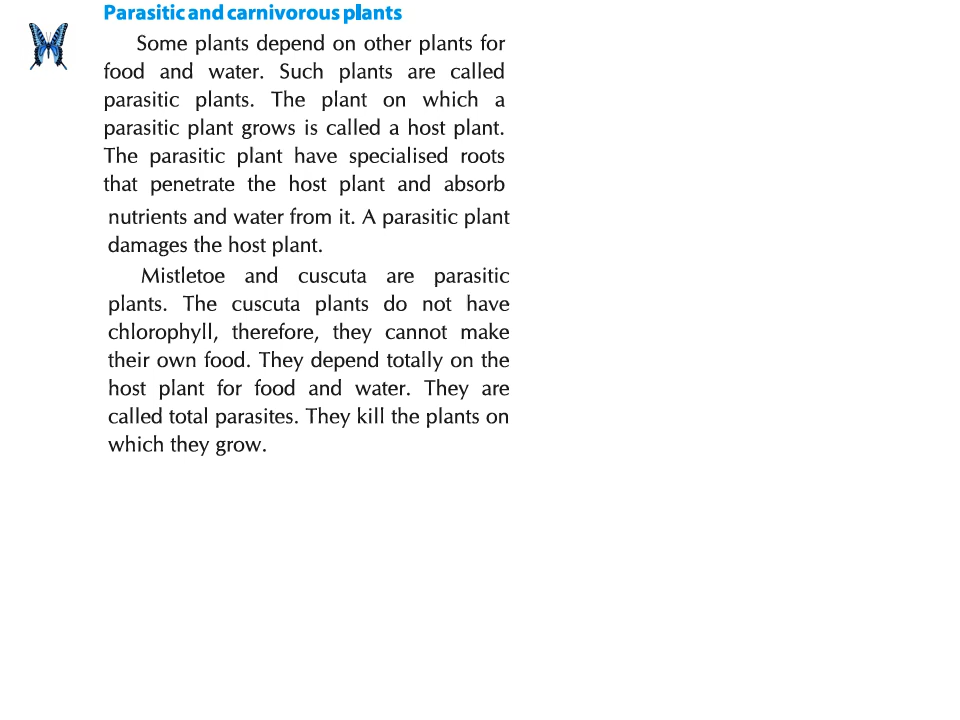 Parasitic and carnivorous plants
Some plants depend on other plants for
food and water. Such plants are called
parasitic plants. The plant on which a
parasitic plant grows is called a host plant.
The parasitic plant have specialised roots
that penetrate the host plant and absorb
nutrients and water from it. A parasitic plant
damages the host plant.
Mistletoe and cuscuta are parasitic
plants. The cuscuta plants do not have
chlorophyll, therefore, they cannot make
their own food. They depend totally on the
host plant for food and water. They are
called total parasites. They kill the plants on
which they grow.